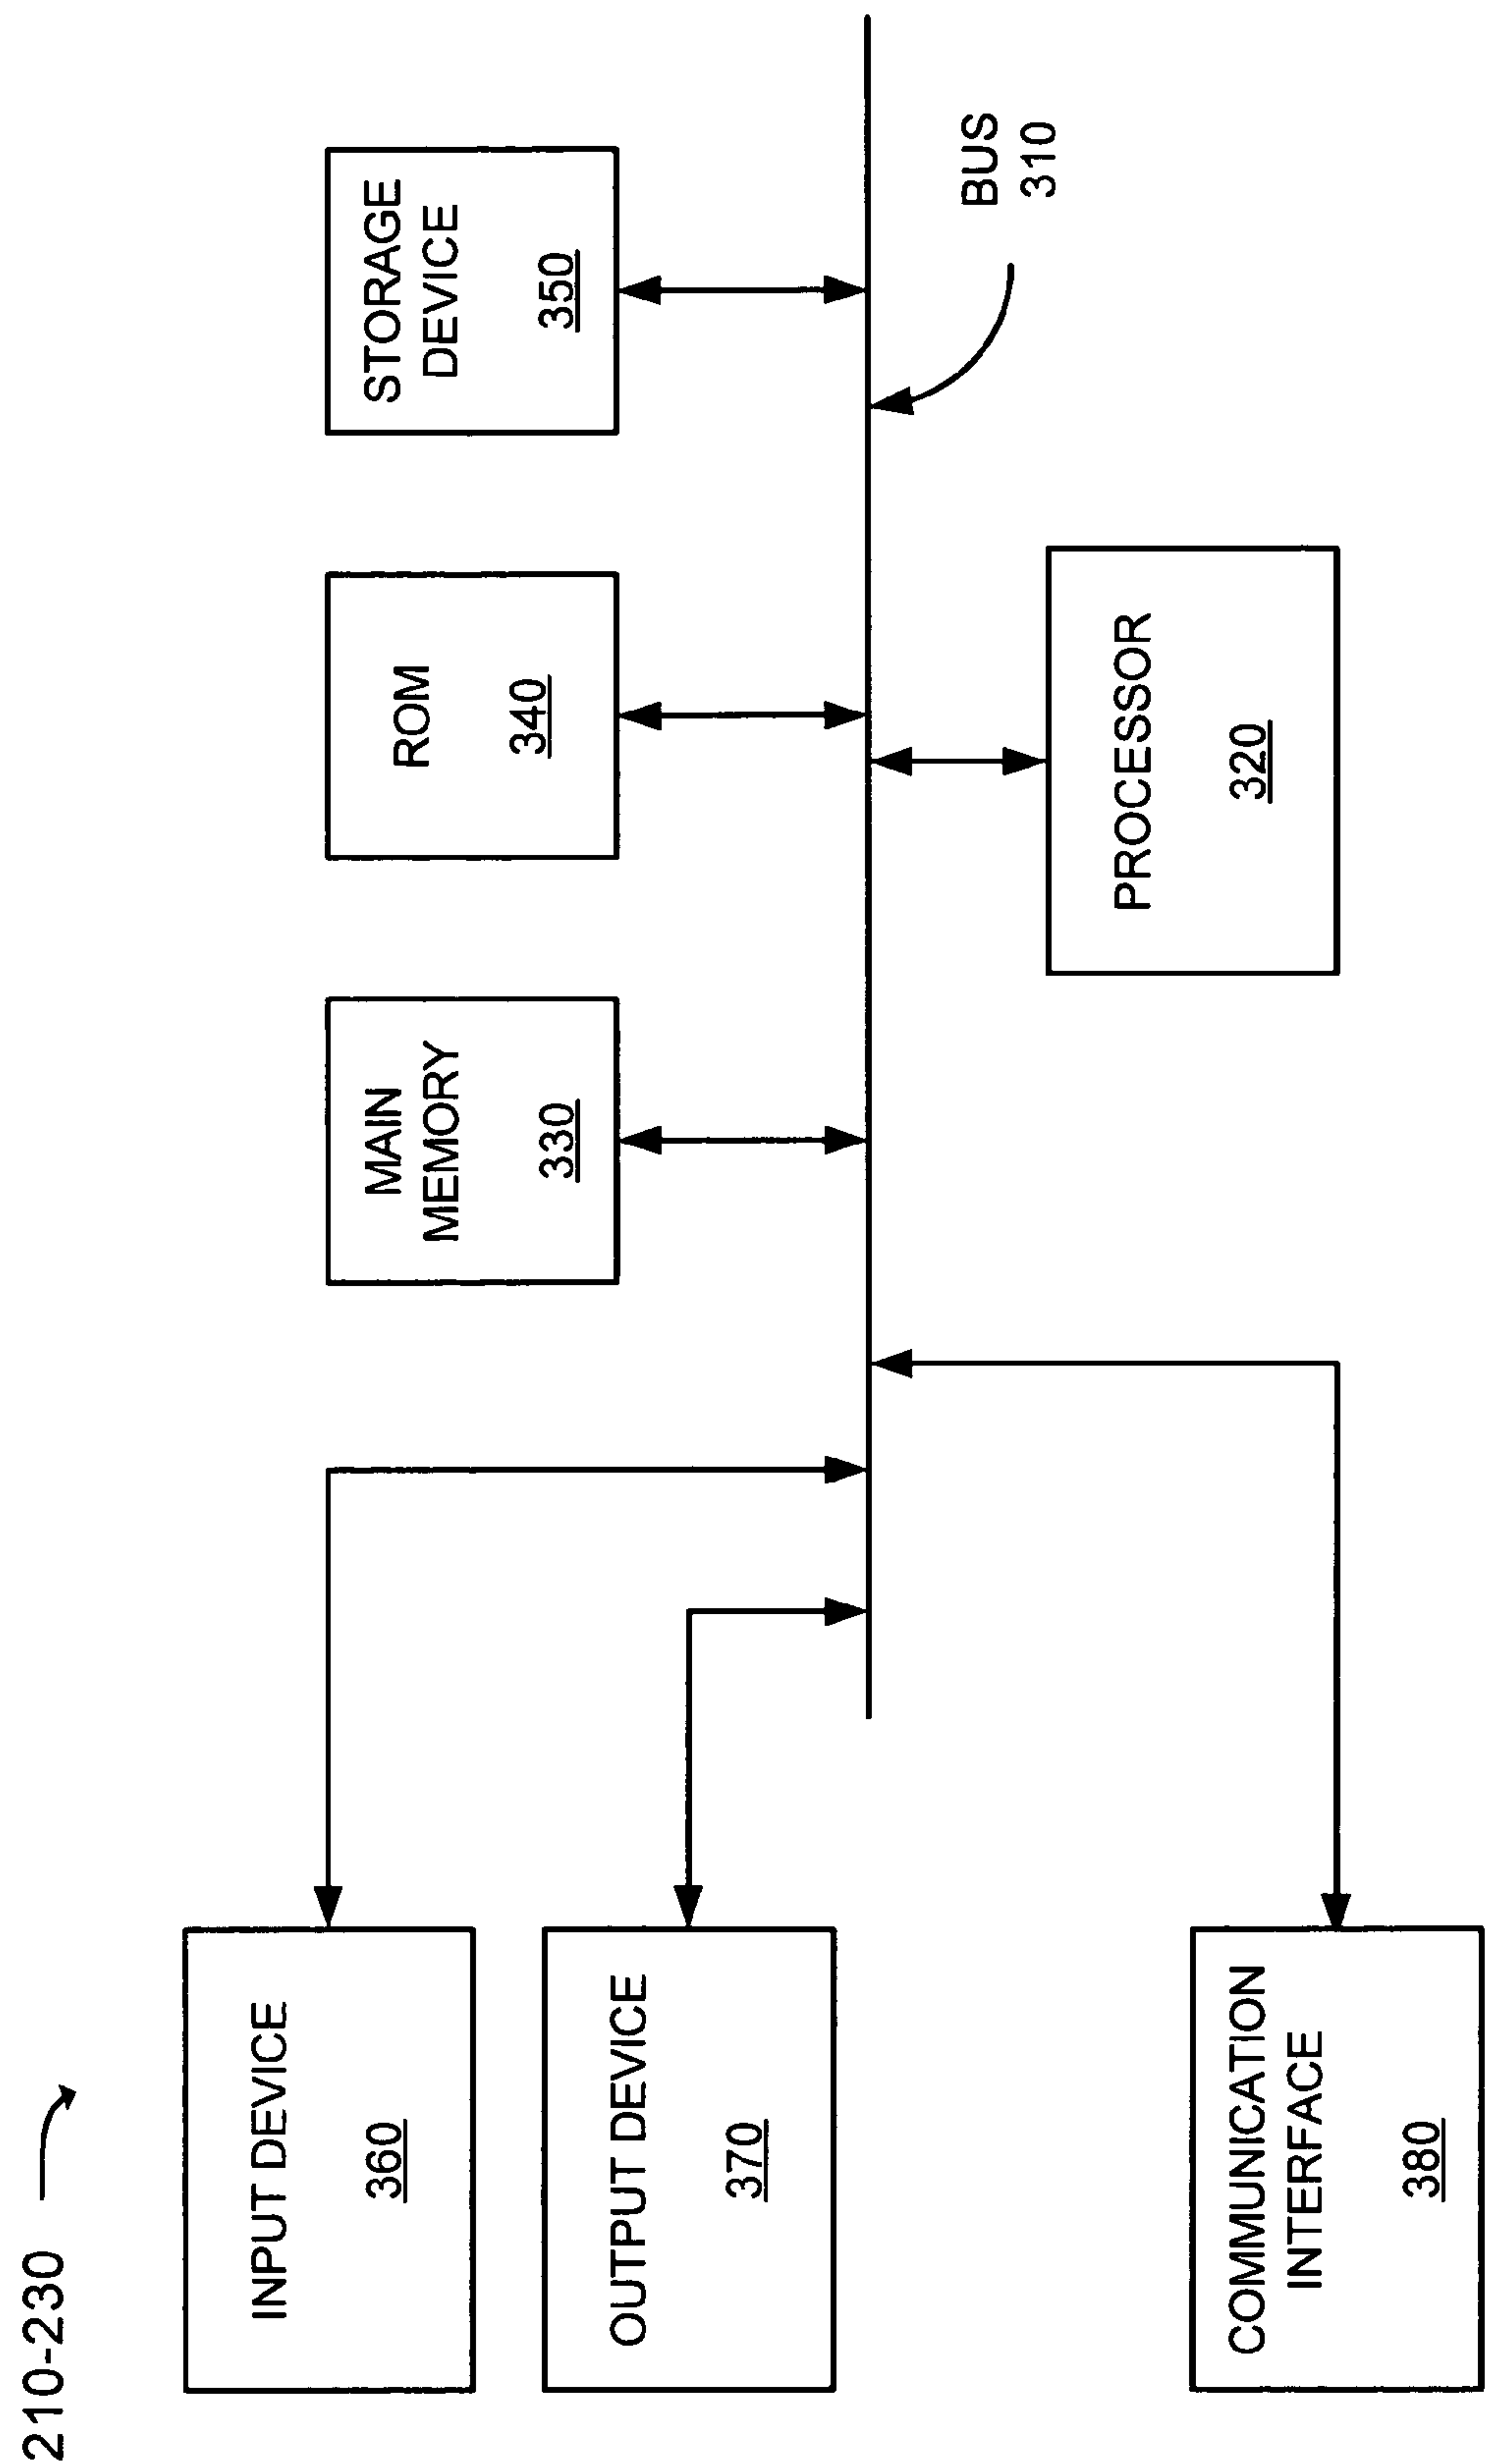 210-230
INPUT DEVICE
360
OUTPUT DEVICE
370
COMMUNICATION
INTERFACE
380
MAIN
MEMORY
330
ROM
340
STORAGE
DEVICE
350
PROCESSOR
320
BUS
310